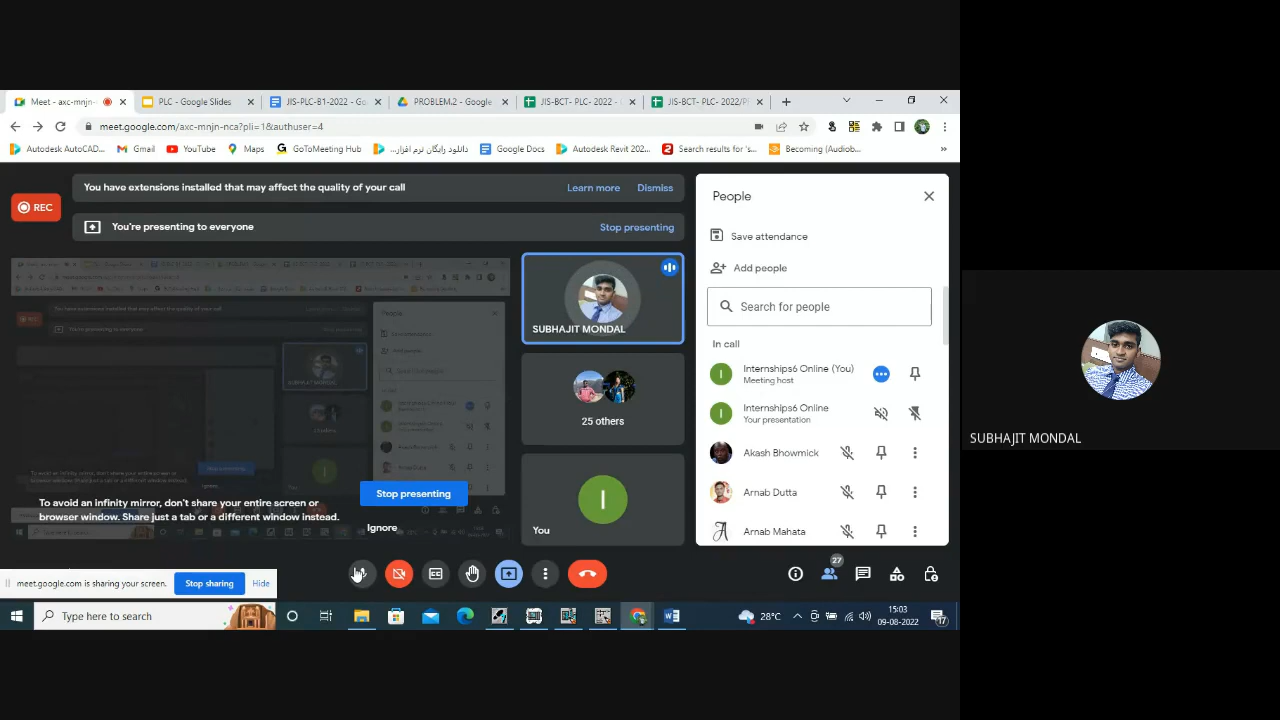 Meet - axc-mnjn-
PLC - Google Slides
JIS-PLC-B1-2022 - Go
PROBLEM.2 - Google
JIS-BCT- PLC- 2022 -
JIS-BCT- PLC- 2022/P
meet.google.com/axc-mnjn-nca?pli=1&authuser=4
Autodesk AutoCAD...
Gmail
YouTube
Maps
GoToMeeting Hub
دانلود رایگان نرم افزار...
Google Docs
Autodesk Revit 202...
Search results for 's...
Becoming (Audiob...
»
You have extensions installed that may affect the quality of your call
Learn more
Dismiss
REC
You're presenting to everyone
Stop presenting
SUBHAJIT MONDAL
25 others
You
To avoid an infinity mirror, don't share your entire screen or
browser window. Share just a tab or a different window instead.
Stop presenting
Ignore
People
Save attendance
Add people
Search for people
In call
Internships6 Online (You)
Meeting host
Internships6 Online
Your presentation
Akash Bhowmick
Arnab Dutta
Arnab Mahata
27
meet.google.com is sharing your screen.
Stop sharing
Hide
Type here to search
28°C
15:03
09-08-2022
17
SUBHAJIT MONDAL